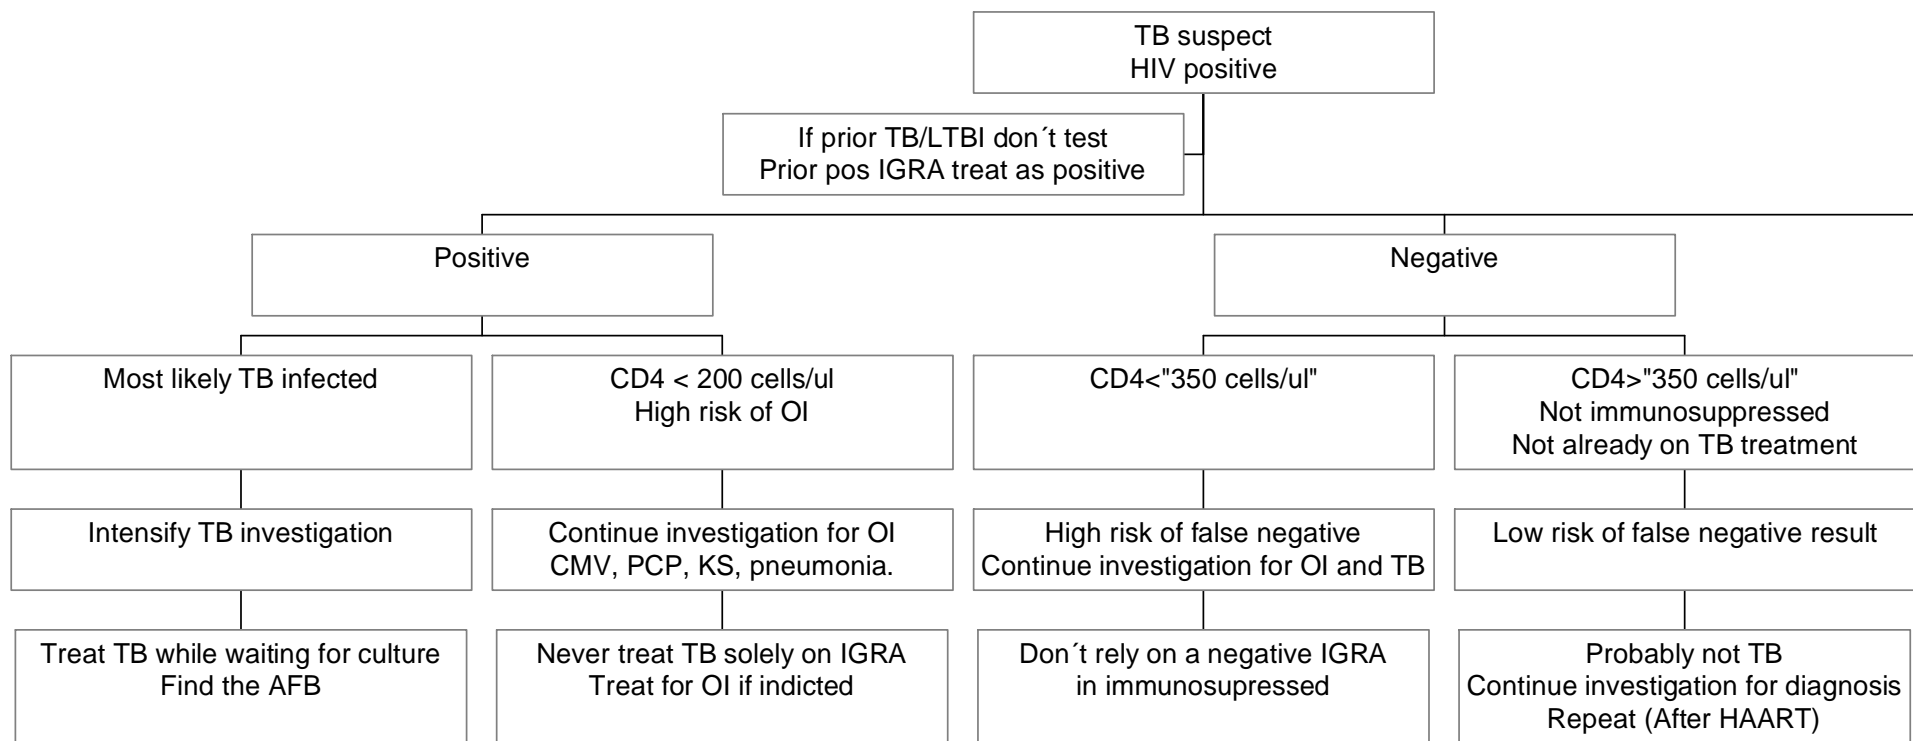 TB suspect
HIV positive
If prior TB/LTBI don´t test
Prior pos IGRA treat as positive
Positive
Negative
Most likely TB infected
CD4 < 200 cells/ul
High risk of OI
CD4<"350 cells/ul"
CD4>"350 cells/ul"
Not immunosuppressed
Not already on TB treatment
Intensify TB investigation
Continue investigation for OI
CMV, PCP, KS, pneumonia.
High risk of false negative
Continue investigation for OI and TB
Low risk of false negative result
Treat TB while waiting for culture
Find the AFB
Never treat TB solely on IGRA
Treat for OI if indicted
Don´t rely on a negative IGRA
in immunosupressed
Probably not TB
Continue investigation for diagnosis
Repeat (After HAART)